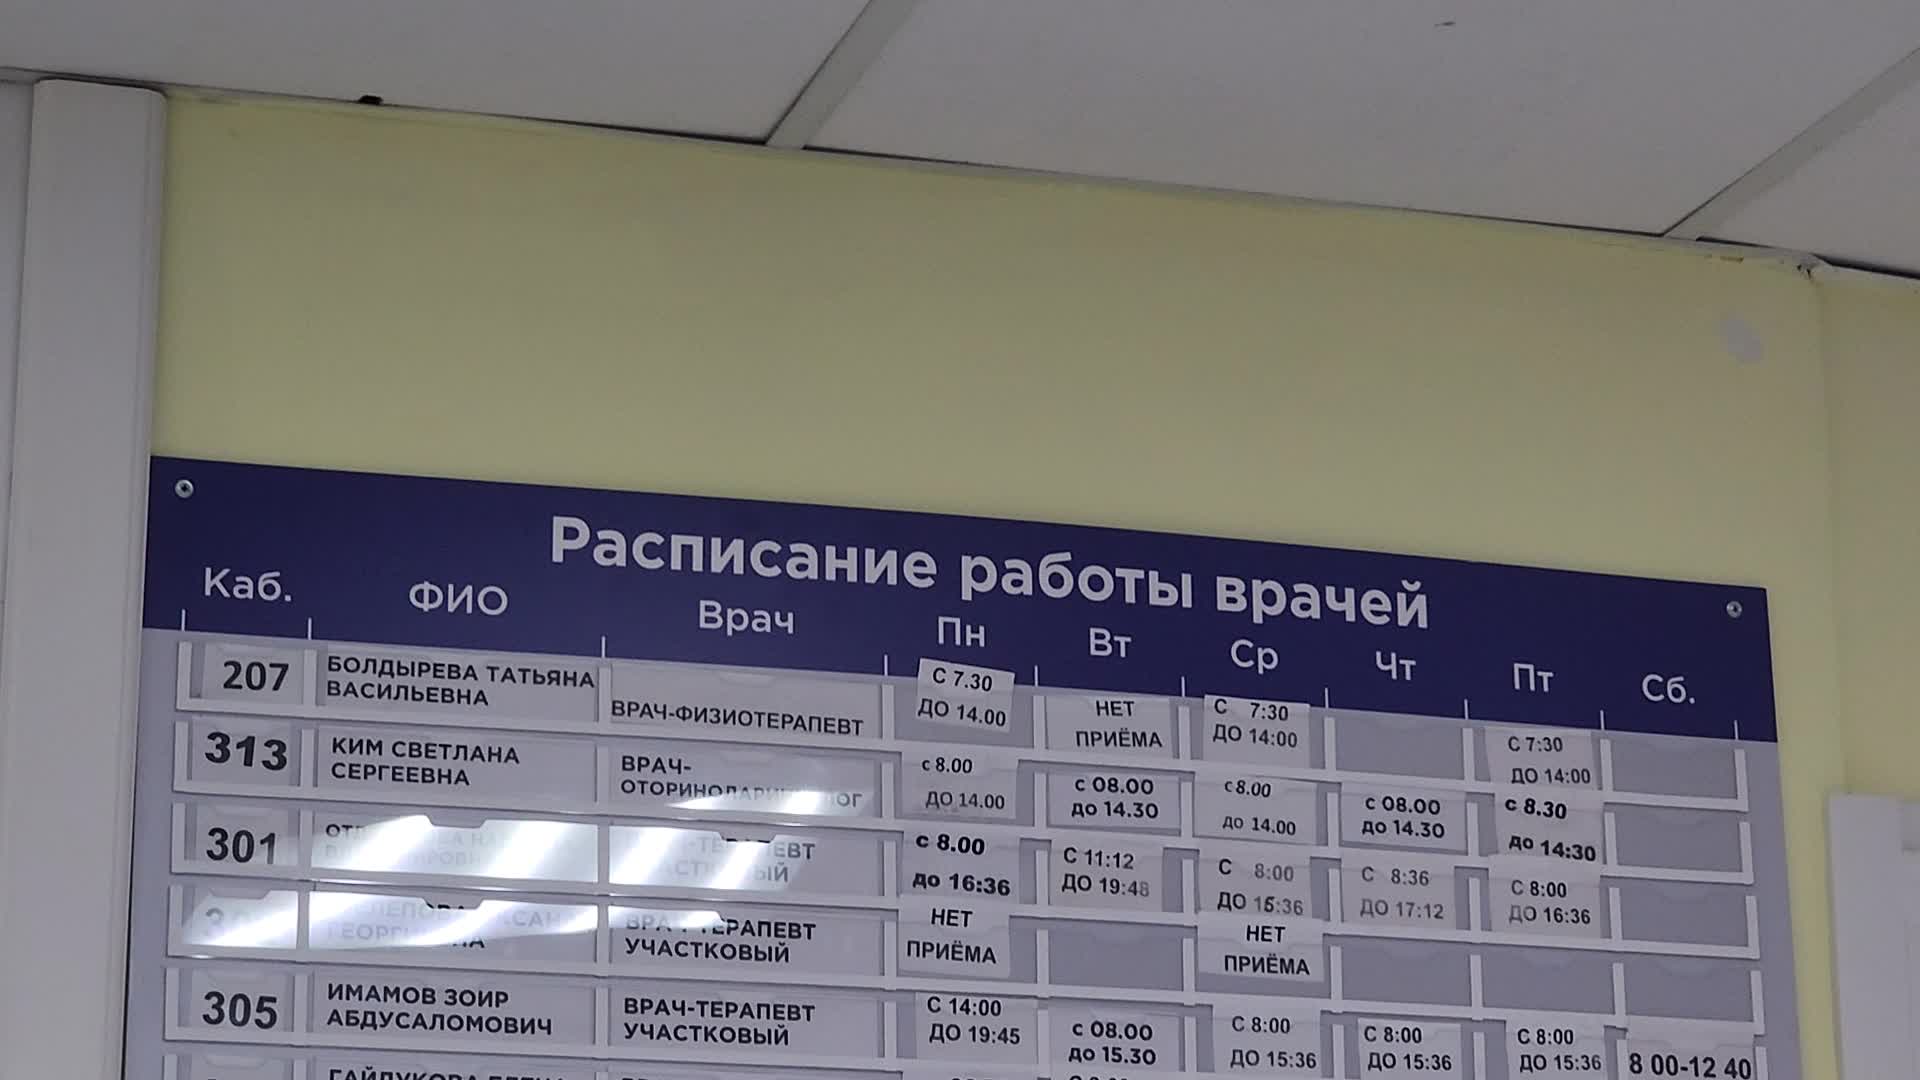 Расписание работы врачей
Каб. ФИО Врач Пн Вт Ср Чт Пт Сб.
207
БОЛДЫРЕВА ТАТЬЯНА
ВАСИЛЬЕВНА
ВРАЧ-ФИЗИОТЕРАПЕВТ
С 7.30
ДО 14.00
НЕТ
ПРИЁМА
С 7:30
ДО 14:00
С 7:30
ДО 14:00
313
КИМ СВЕТЛАНА
СЕРГЕЕВНА
ВРАЧ-
с 8.00
ДО 14.00
с 08.00
до 14.30
с 8.00
до 14.00
с 08.00
до 14.30
с 8.30
до 14:30
301
с 8.00
до 16:36
С 11:12
ДО 19:48
С 8:00
ДО 15:36
С 8:36
ДО 17:12
С 8:00
ДО 16:36
ВРАЧ-ТЕРАПЕВТ
УЧАСТКОВЫЙ
НЕТ
ПРИЁМА
НЕТ
ПРИЁМА
305
ИМАМОВ ЗОИР
АБДУСАЛОМОВИЧ
ВРАЧ-ТЕРАПЕВТ
УЧАСТКОВЫЙ
С 14:00
ДО 19:45
с 08.00
до 15.30
С 8:00
ДО 15:36
С 8:00
ДО 15:36
С 8:00
ДО 15:36
8 00-12 40